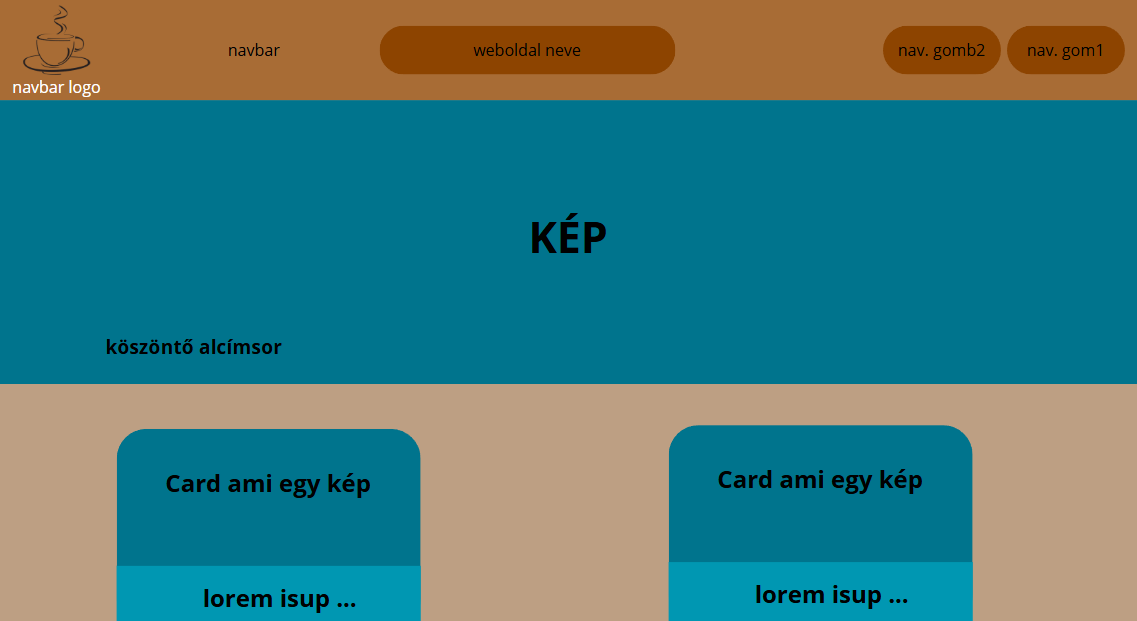 navbar logo
navbar
weboldal neve
nav. gomb2
nav. gom1
KÉP
köszöntő alcímsor
Card ami egy kép
Card ami egy kép
lorem isup ...
lorem isup ...